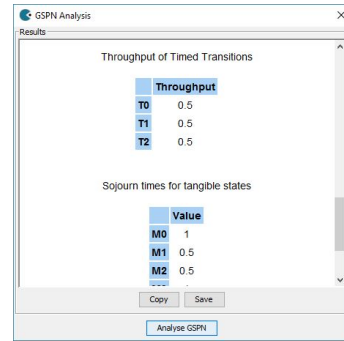 GSPN Analysis
Results
Throughput of Timed Transitions
Throughput
T0 0.5
T1 0.5
T2 0.5
Sojourn times for tangible states
Value
M0 1
M1 0.5
M2 0.5
Copy Save
Analyse GSPN